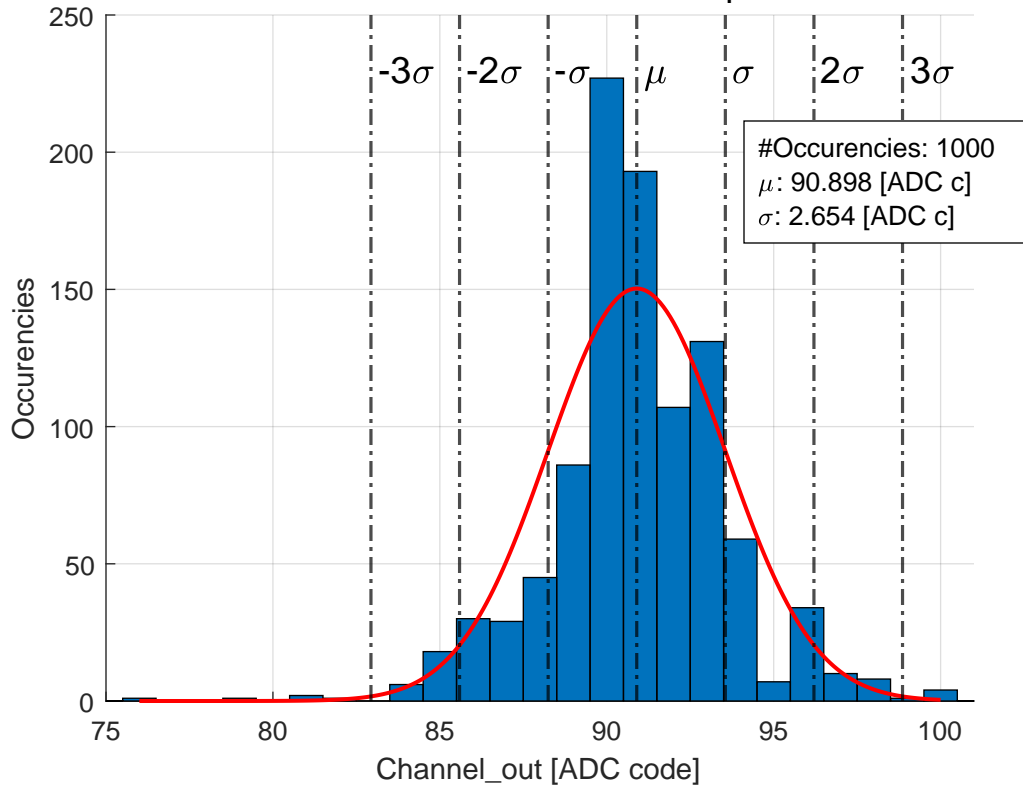 250
200
150
100
50
0
-3σ
-2σ
-σ
μ
σ
2σ
3σ
#Occurencies: 1000
μ: 90.898 [ADC c]
σ: 2.654 [ADC c]
Occurencies
75
80
85
90
95
100
Channel_out [ADC code]